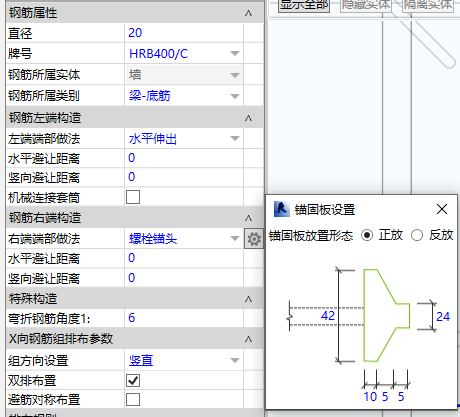 钢筋属性
直径 20
牌号 HRB400/C
钢筋所属实体 墙
钢筋所属类别 梁-底筋
钢筋左端构造
左端端部做法 水平伸出
水平避让距离 0
竖向避让距离 0
机械连接套筒
钢筋右端构造
右端端部做法 螺栓锚头
水平避让距离 0
竖向避让距离 0
特殊构造
弯折钢筋角度1: 6
X向钢筋组排布参数
组方向设置 竖直
双排布置
避筋对称布置
显示全部 隐藏实体 隔离实体
锚固板设置
锚固板放置形态 正放 反放
42 24
10 5 5